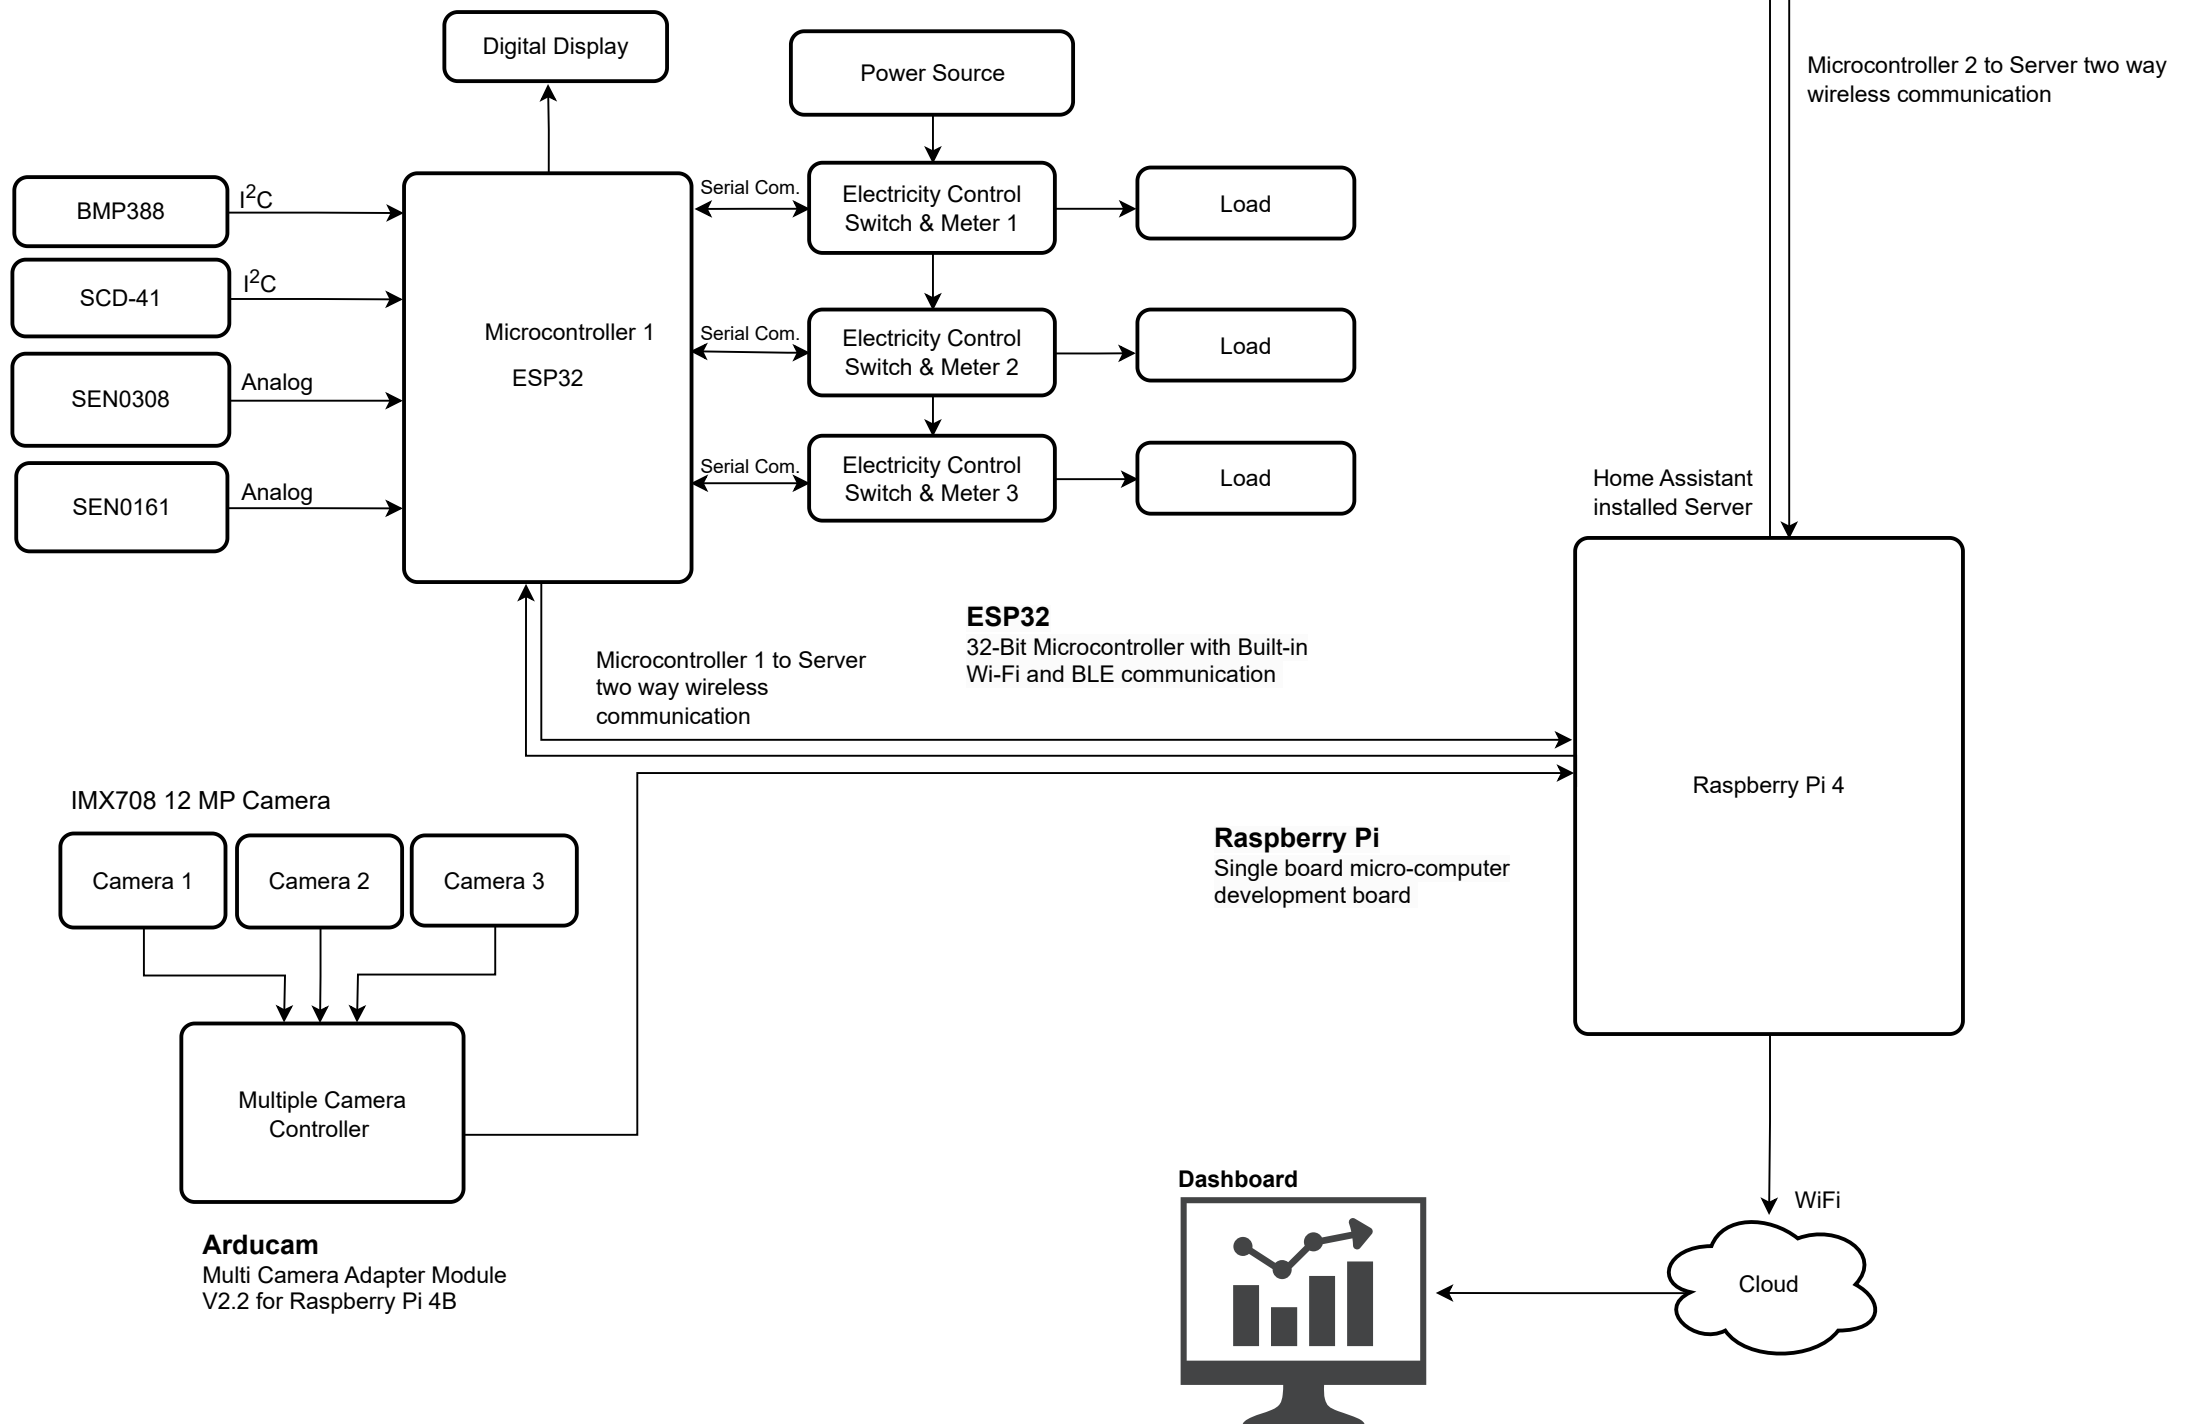 Digital Display
Power Source
Microcontroller 2 to Server two way
wireless communication
BMP388
I²C
SCD-41
I²C
SEN0308
Analog
SEN0161
Analog
Microcontroller 1
ESP32
Serial Com.
Electricity Control
Switch & Meter 1
Load
Serial Com.
Electricity Control
Switch & Meter 2
Load
Serial Com.
Electricity Control
Switch & Meter 3
Load
Home Assistant
installed Server
Raspberry Pi 4
Microcontroller 1 to Server
two way wireless
communication
ESP32
32-Bit Microcontroller with Built-in
Wi-Fi and BLE communication
IMX708 12 MP Camera
Camera 1
Camera 2
Camera 3
Raspberry Pi
Single board micro-computer
development board
Multiple Camera
Controller
Arducam
Multi Camera Adapter Module
V2.2 for Raspberry Pi 4B
Dashboard
WiFi
Cloud